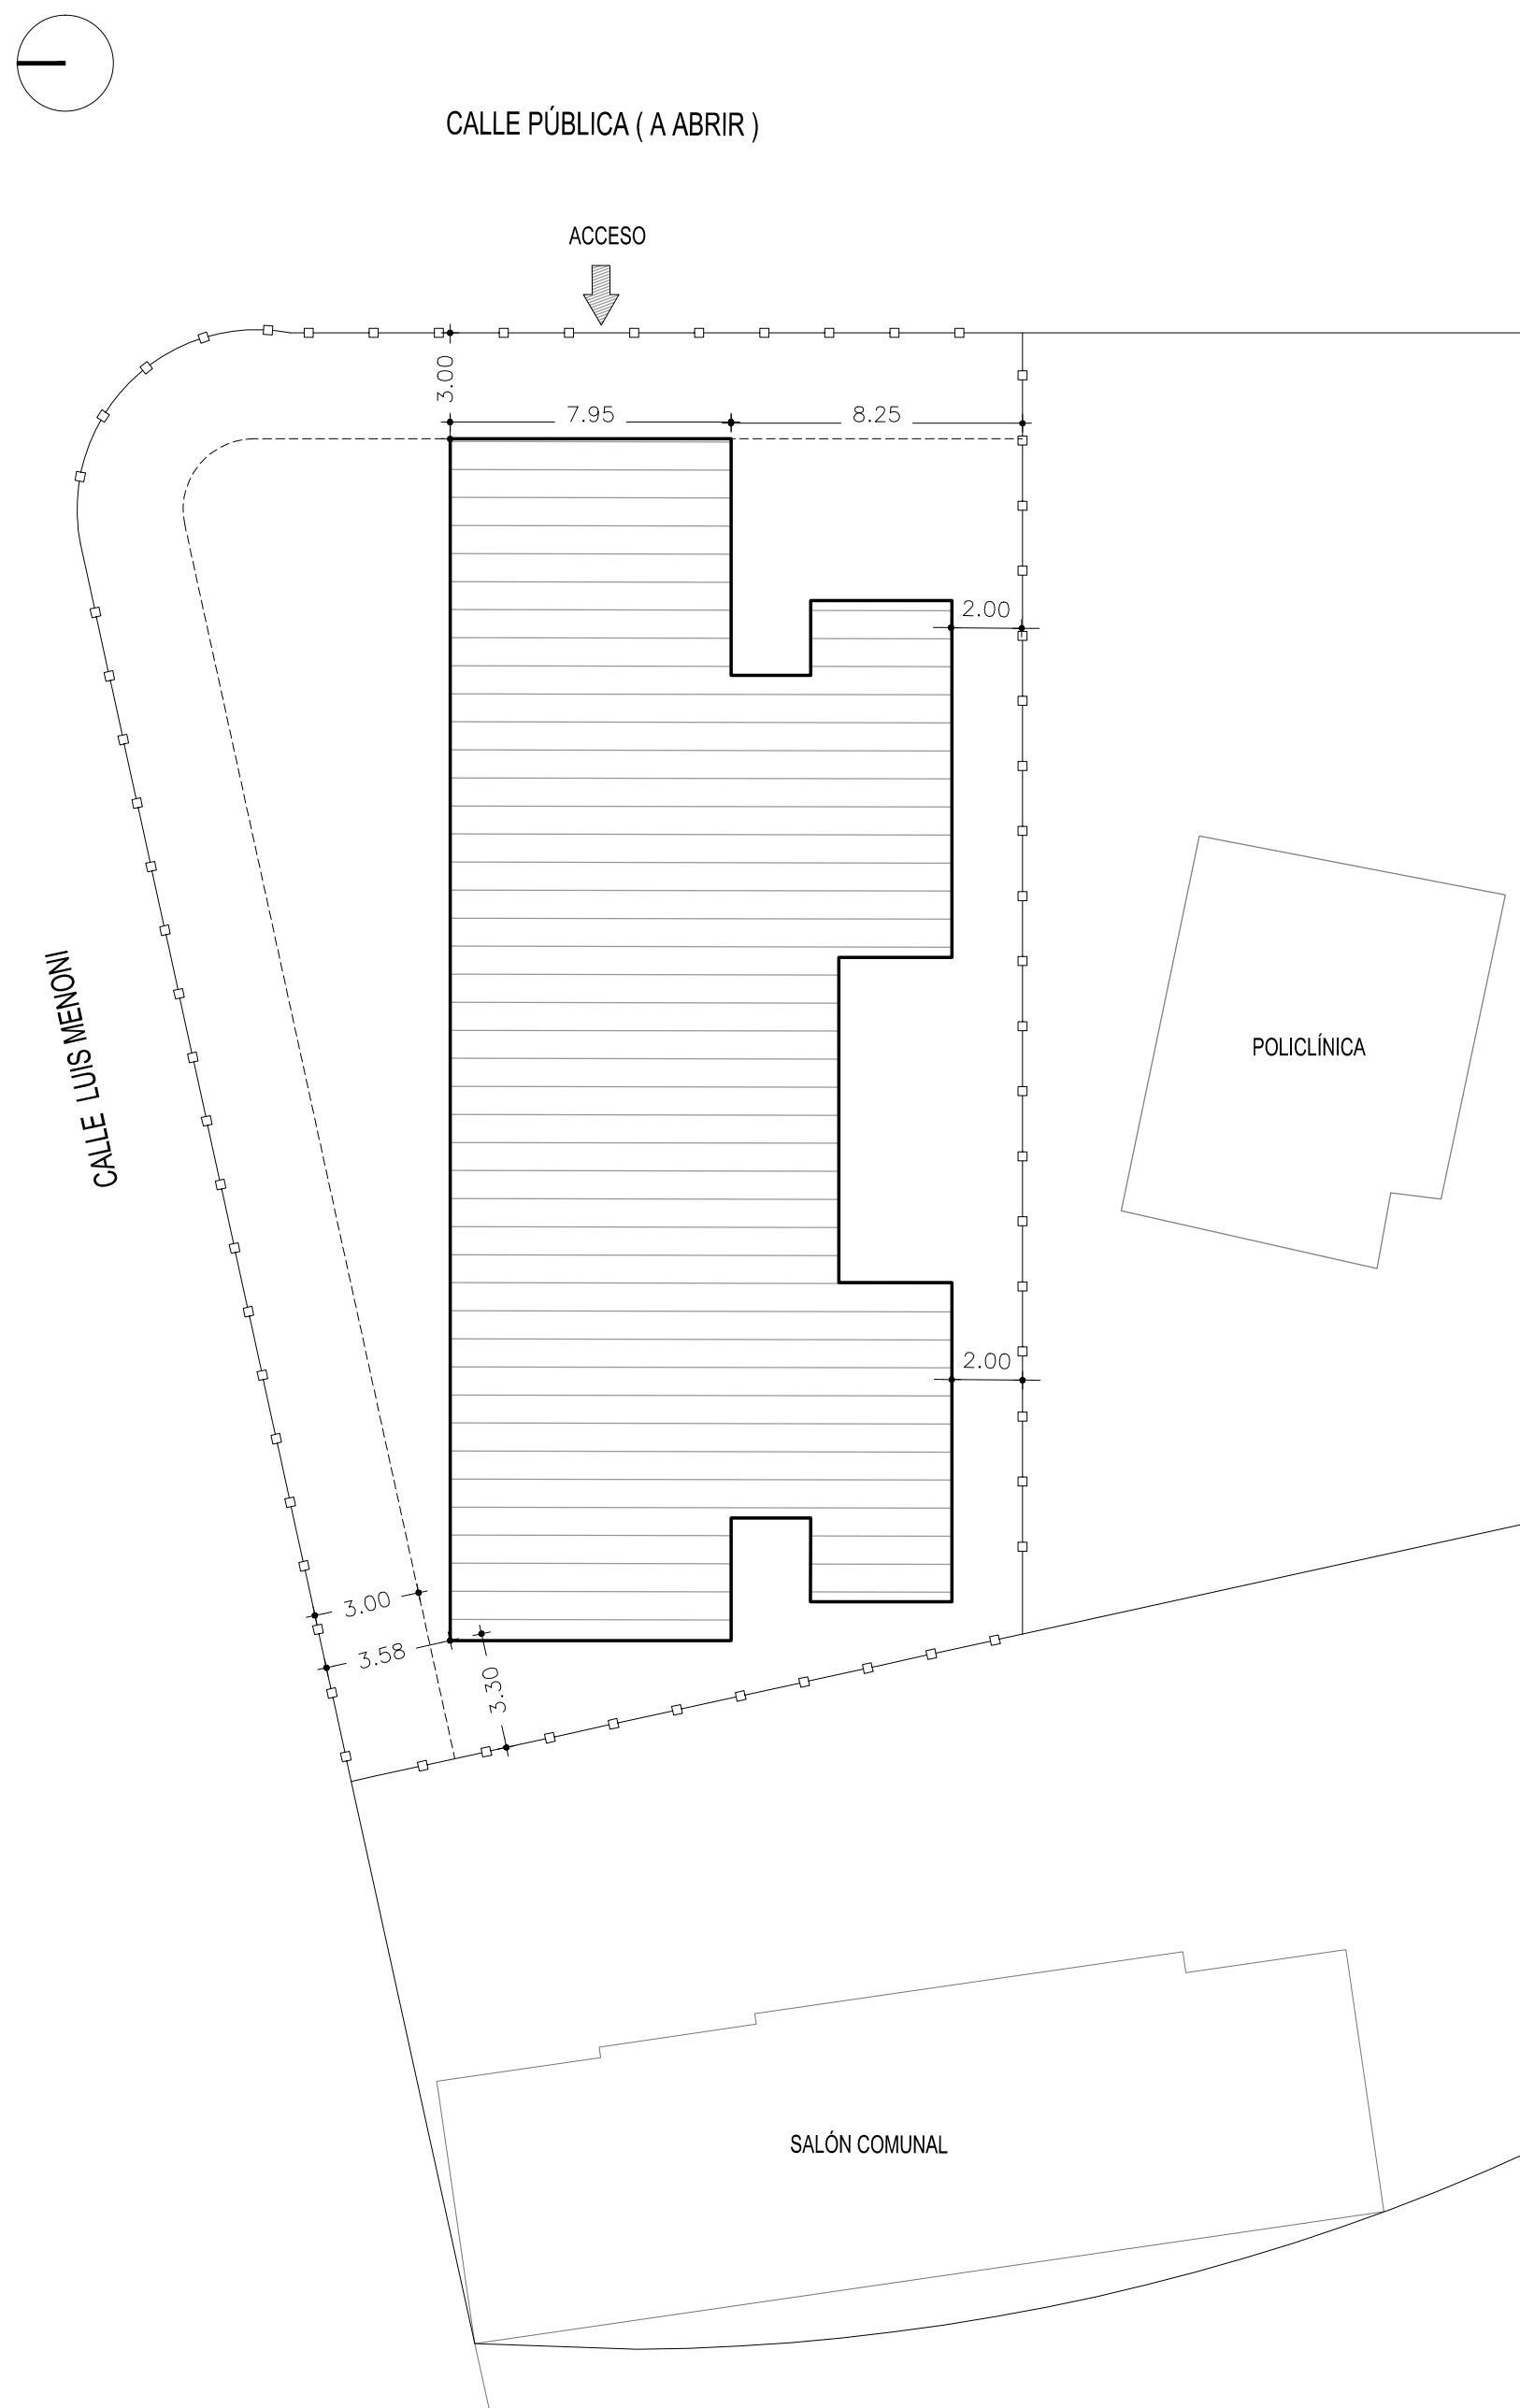 CALLE PÚBLICA ( A ABRIR )
ACCESO
3.00
7.95
8.25
2.00
CALLE LUIS MENONI
POLICLÍNICA
2.00
3.00
3.58
3.30
SALÓN COMUNAL